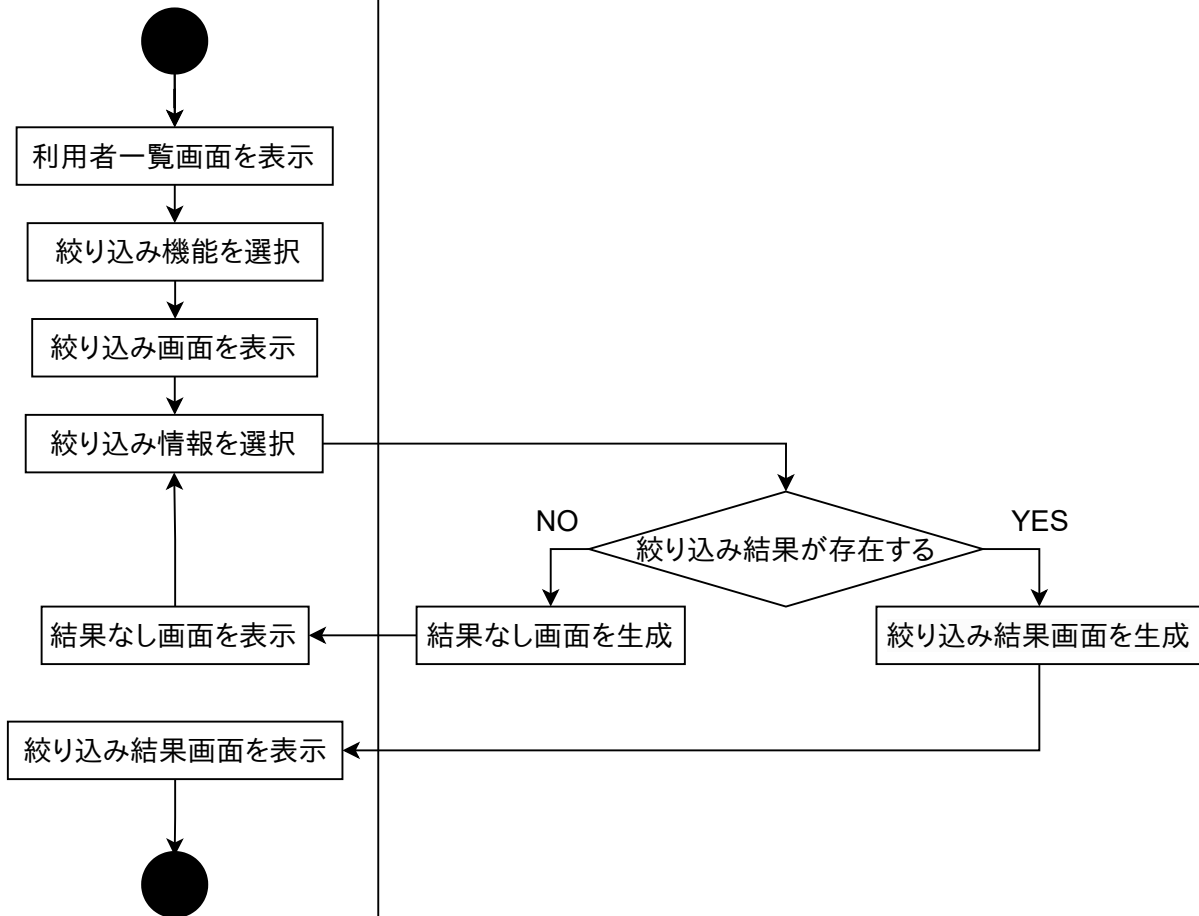 利用者一覧画面を表示
絞り込み機能を選択
絞り込み画面を表示
絞り込み情報を選択
NO
YES
絞り込み結果が存在する
結果なし画面を表示
結果なし画面を生成
絞り込み結果画面を生成
絞り込み結果画面を表示